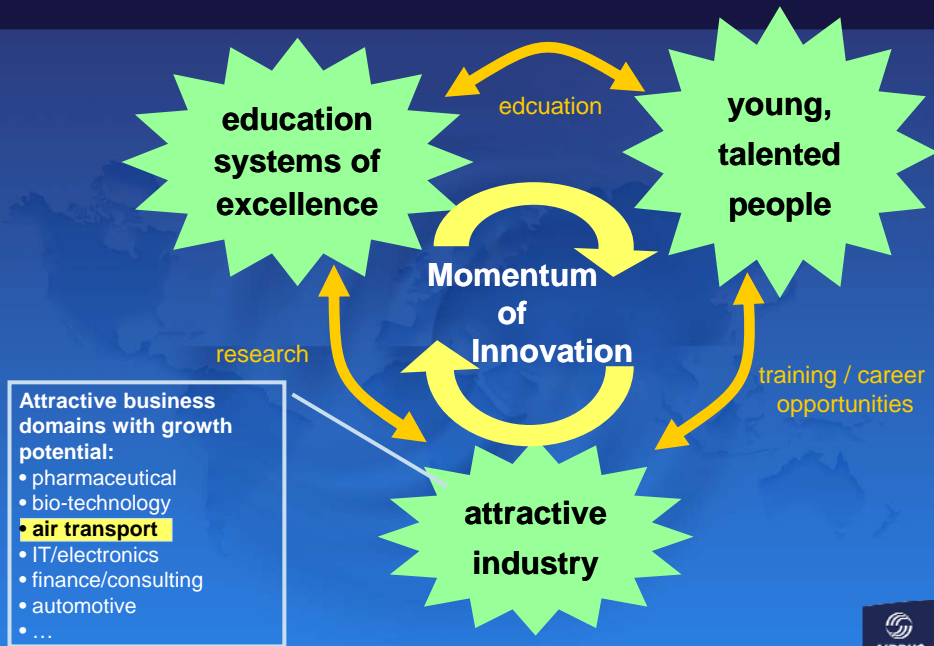 education
systems of
excellence
edcuation
young,
talented
people
Momentum
of
Innovation
research
training / career
opportunities
Attractive business
domains with growth
potential:
• pharmaceutical
• bio-technology
• air transport
• IT/electronics
• finance/consulting
• automotive
• …
attractive
industry